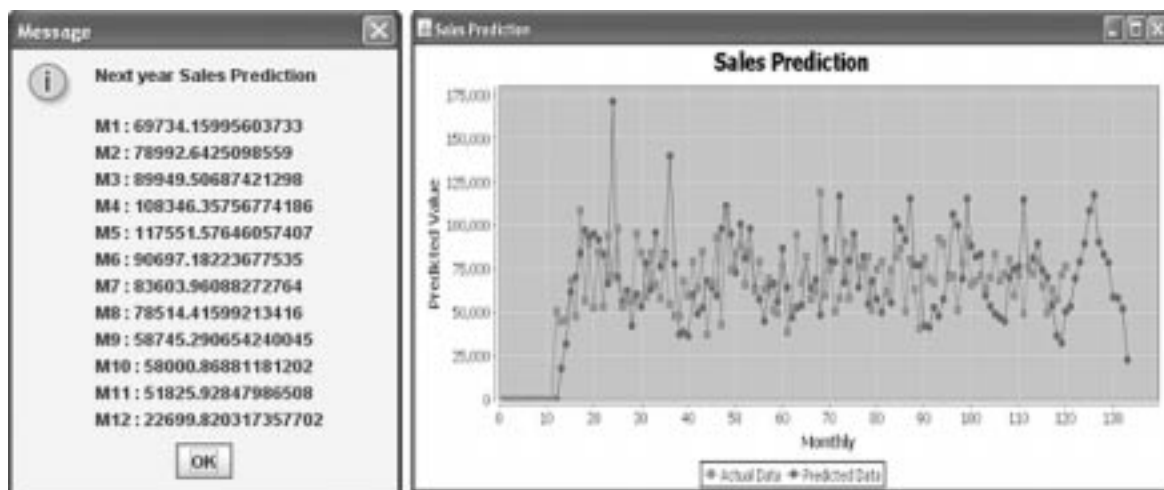 Message
Next year Sales Prediction
M1 : 69734.15995603733
M2 : 78992.6425098559
M3 : 89949.50687421298
M4 : 108346.35756774186
M5 : 117551.57646057407
M6 : 90697.18223677535
M7 : 83603.96088272764
M8 : 78514.41599213416
M9 : 58745.290654240045
M10 : 58000.86881181202
M11 : 51825.92847986508
M12 : 22699.820317357702
OK
Sales Prediction
Sales Prediction
Predicted Value
175,000
150,000
125,000
100,000
75,000
50,000
25,000
0
0 10 20 30 40 50 60 70 80 90 100 110 120 130
Monthly
Actual Data Predicted Data